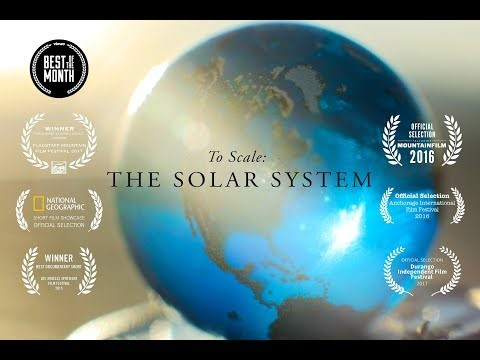 BEST
OF THE
MONTH
WINNER
FLAGSTAFF MOUNTAIN
FILM FESTIVAL 2017
NATIONAL
GEOGRAPHIC
SHORT FILM SHOWCASE
OFFICIAL SELECTION
WINNER
BEST DOCUMENTARY SHORT
To Scale:
THE SOLAR SYSTEM
OFFICIAL
SELECTION
MOUNTAINFILM
2016
Official Selection
Anchorage International
Film Festival
2016
OFFICIAL SELECTION
Durango
Independent Film
Festival
2017